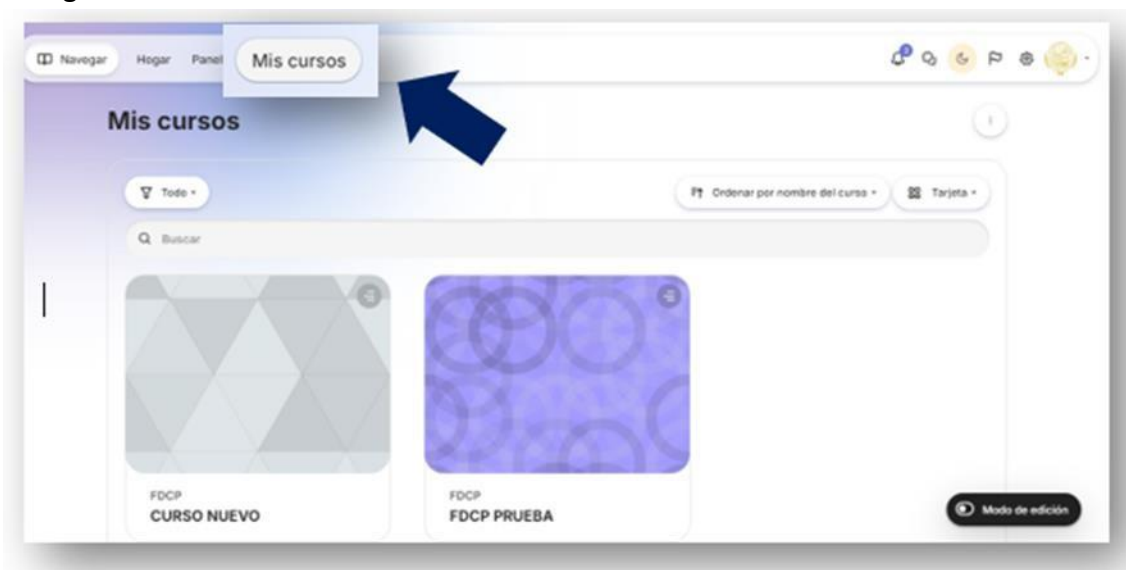 Navegar Hogar Panel Mis cursos
Mis cursos
Todo
Ordenar por nombre del curso Tarjeta
Buscar
FDCP FDCP
CURSO NUEVO FDCP PRUEBA
Modo de edición